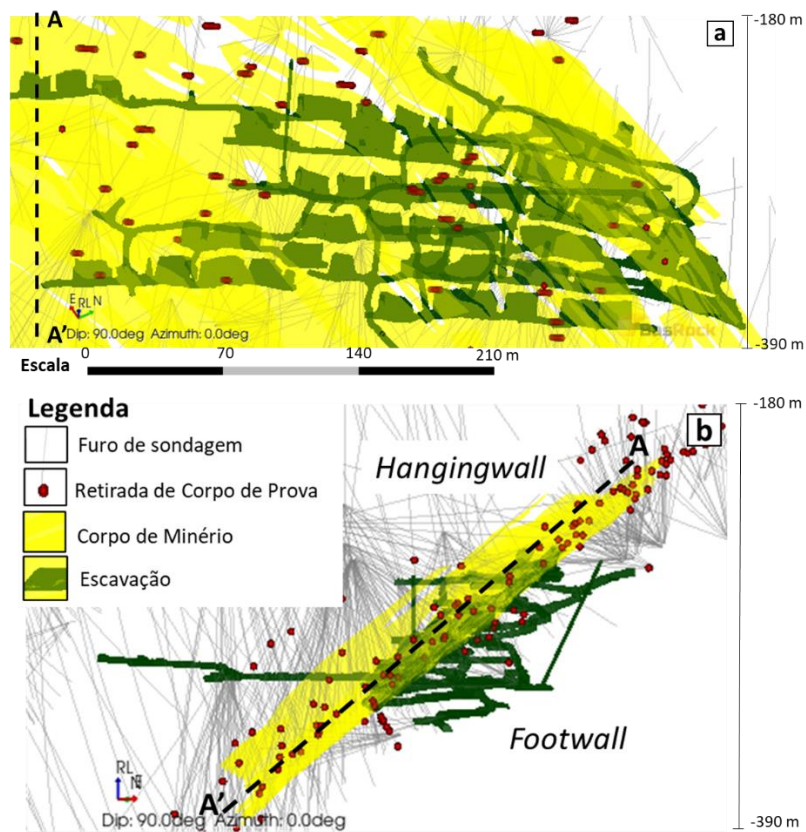 A
a
-180 m
E RL N
A'
Dip: 90.0deg Azimuth: 0.0deg
BasRock
-390 m
Escala
0
70
140
210 m
Legenda
Furo de sondagem
Retirada de Corpo de Prova
Corpo de Minério
Escavação
-180 m
b
A
Hangingwall
Footwall
RL
A'
Dip: 90.0deg Azimuth: 0.0deg
-390 m